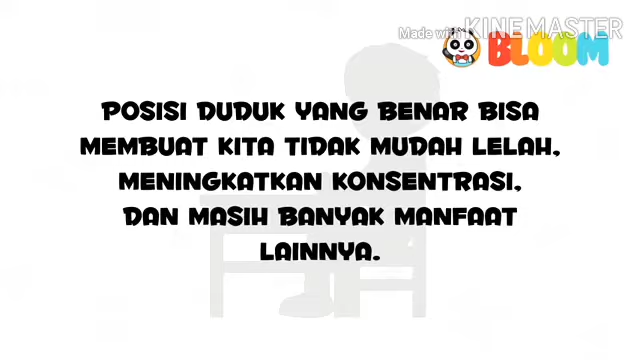 Made with KINEMASTER
BLOOM
POSISI DUDUK YANG BENAR BISA
MEMBUAT KITA TIDAK MUDAH LELAH,
MENINGKATKAN KONSENTRASI,
DAN MASIH BANYAK MANFAAT
LAINNYA.